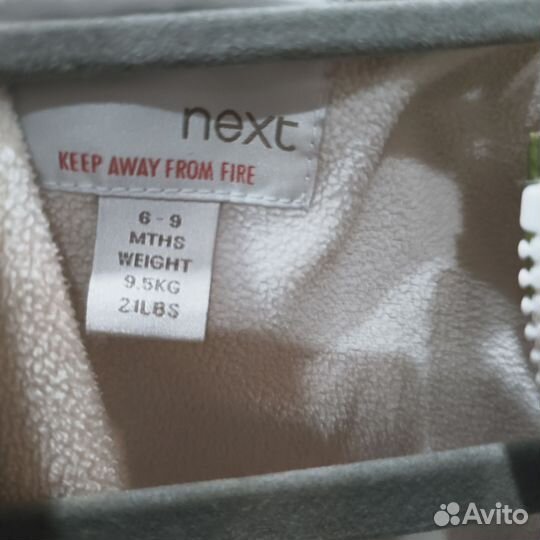 next
KEEP AWAY FROM FIRE
6 - 9
MTHS
WEIGHT
9.5KG
21LBS
Avito